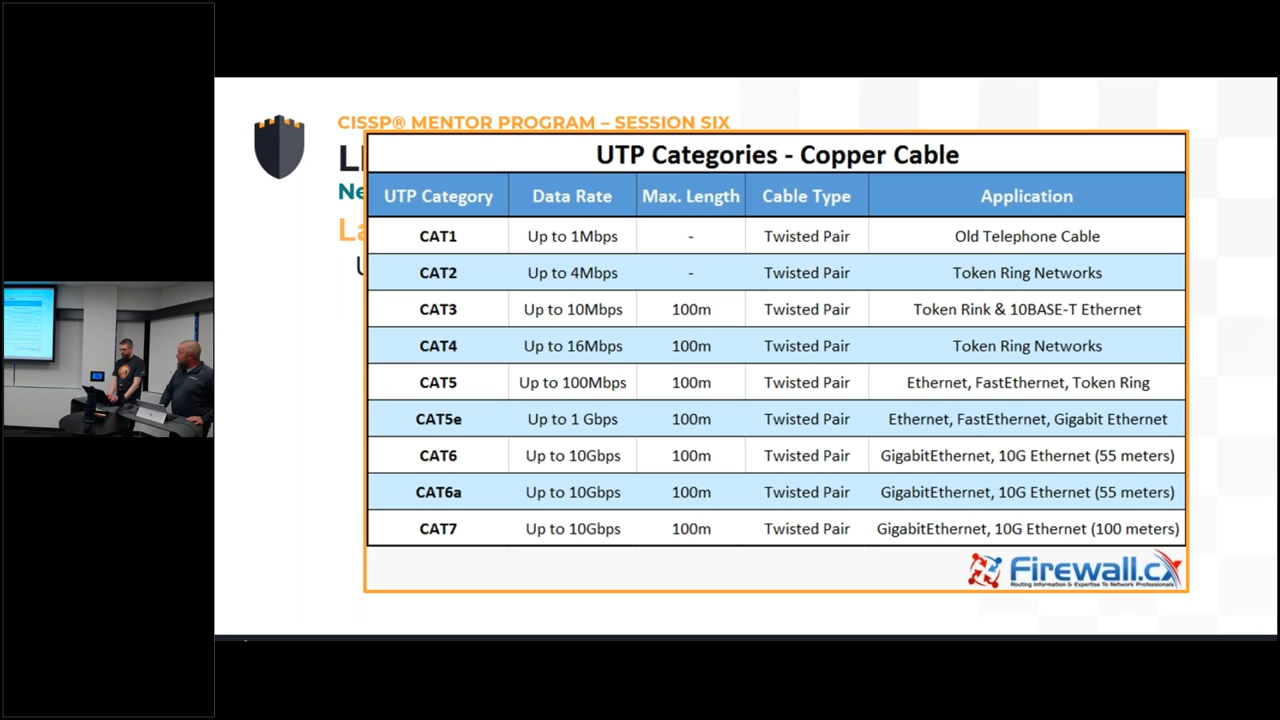 CISSP® MENTOR PROGRAM – SESSION SIX
UTP Categories - Copper Cable
UTP Category Data Rate Max. Length Cable Type Application
CAT1 Up to 1Mbps - Twisted Pair Old Telephone Cable
CAT2 Up to 4Mbps - Twisted Pair Token Ring Networks
CAT3 Up to 10Mbps 100m Twisted Pair Token Rink & 10BASE-T Ethernet
CAT4 Up to 16Mbps 100m Twisted Pair Token Ring Networks
CAT5 Up to 100Mbps 100m Twisted Pair Ethernet, FastEthernet, Token Ring
CAT5e Up to 1 Gbps 100m Twisted Pair Ethernet, FastEthernet, Gigabit Ethernet
CAT6 Up to 10Gbps 100m Twisted Pair GigabitEthernet, 10G Ethernet (55 meters)
CAT6a Up to 10Gbps 100m Twisted Pair GigabitEthernet, 10G Ethernet (55 meters)
CAT7 Up to 10Gbps 100m Twisted Pair GigabitEthernet, 10G Ethernet (100 meters)
Firewall.cx
Routing Information & Expertise To Network Professionals